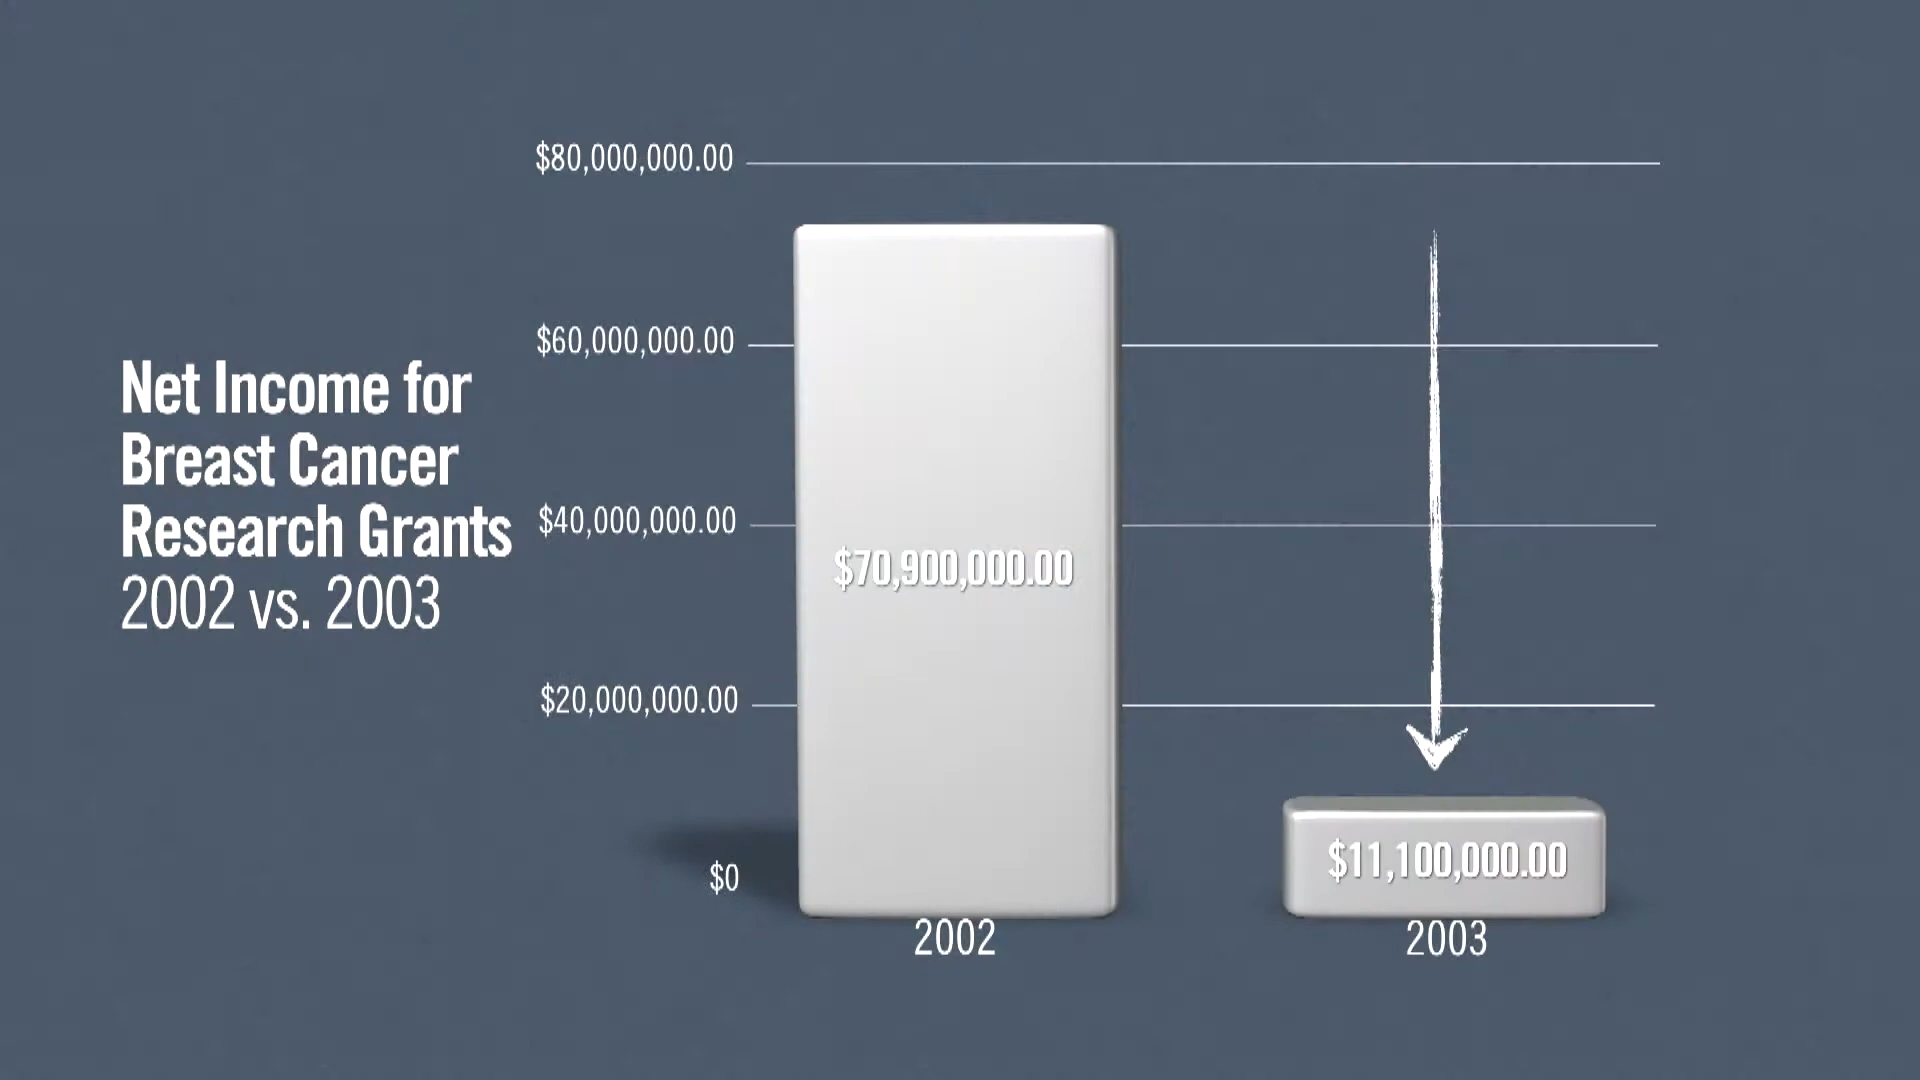 Net Income for
Breast Cancer
Research Grants
2002 vs. 2003
$80,000,000.00
$60,000,000.00
$40,000,000.00
$20,000,000.00
$0
$70,900,000.00
$11,100,000.00
2002
2003